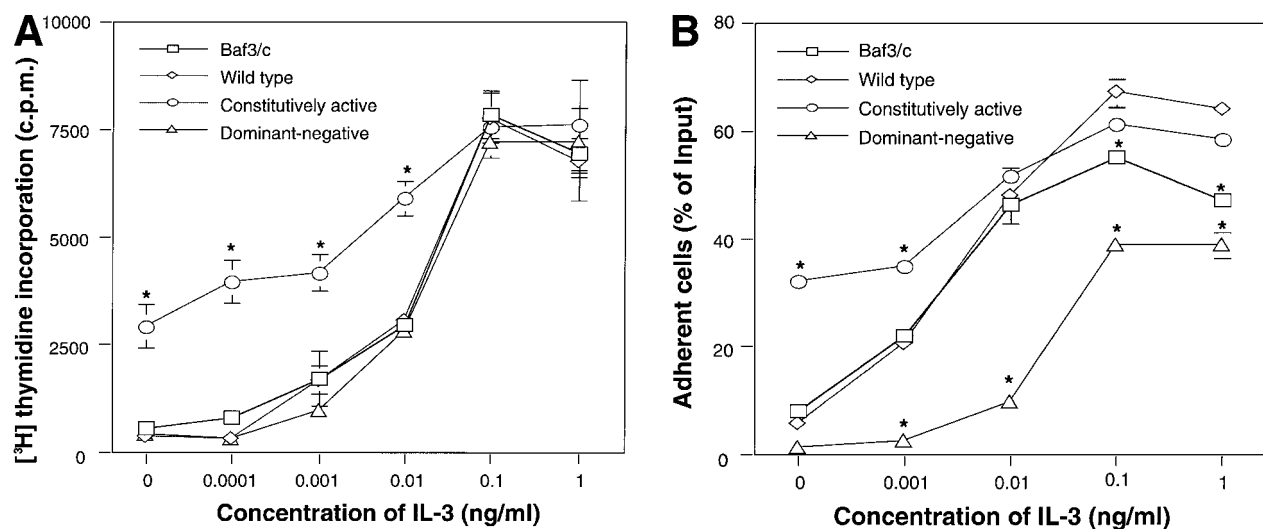 A
[³H] thymidine incorporation (c.p.m.)
10000
7500
5000
2500
0
Baf3/c
Wild type
Constitutively active
Dominant-negative
*
*
*
*
0 0.0001 0.001 0.01 0.1 1
Concentration of IL-3 (ng/ml)
B
Adherent cells (% of Input)
80
60
40
20
0
Baf3/c
Wild type
Constitutively active
Dominant-negative
*
*
*
*
*
*
*
*
0 0.001 0.01 0.1 1
Concentration of IL-3 (ng/ml)